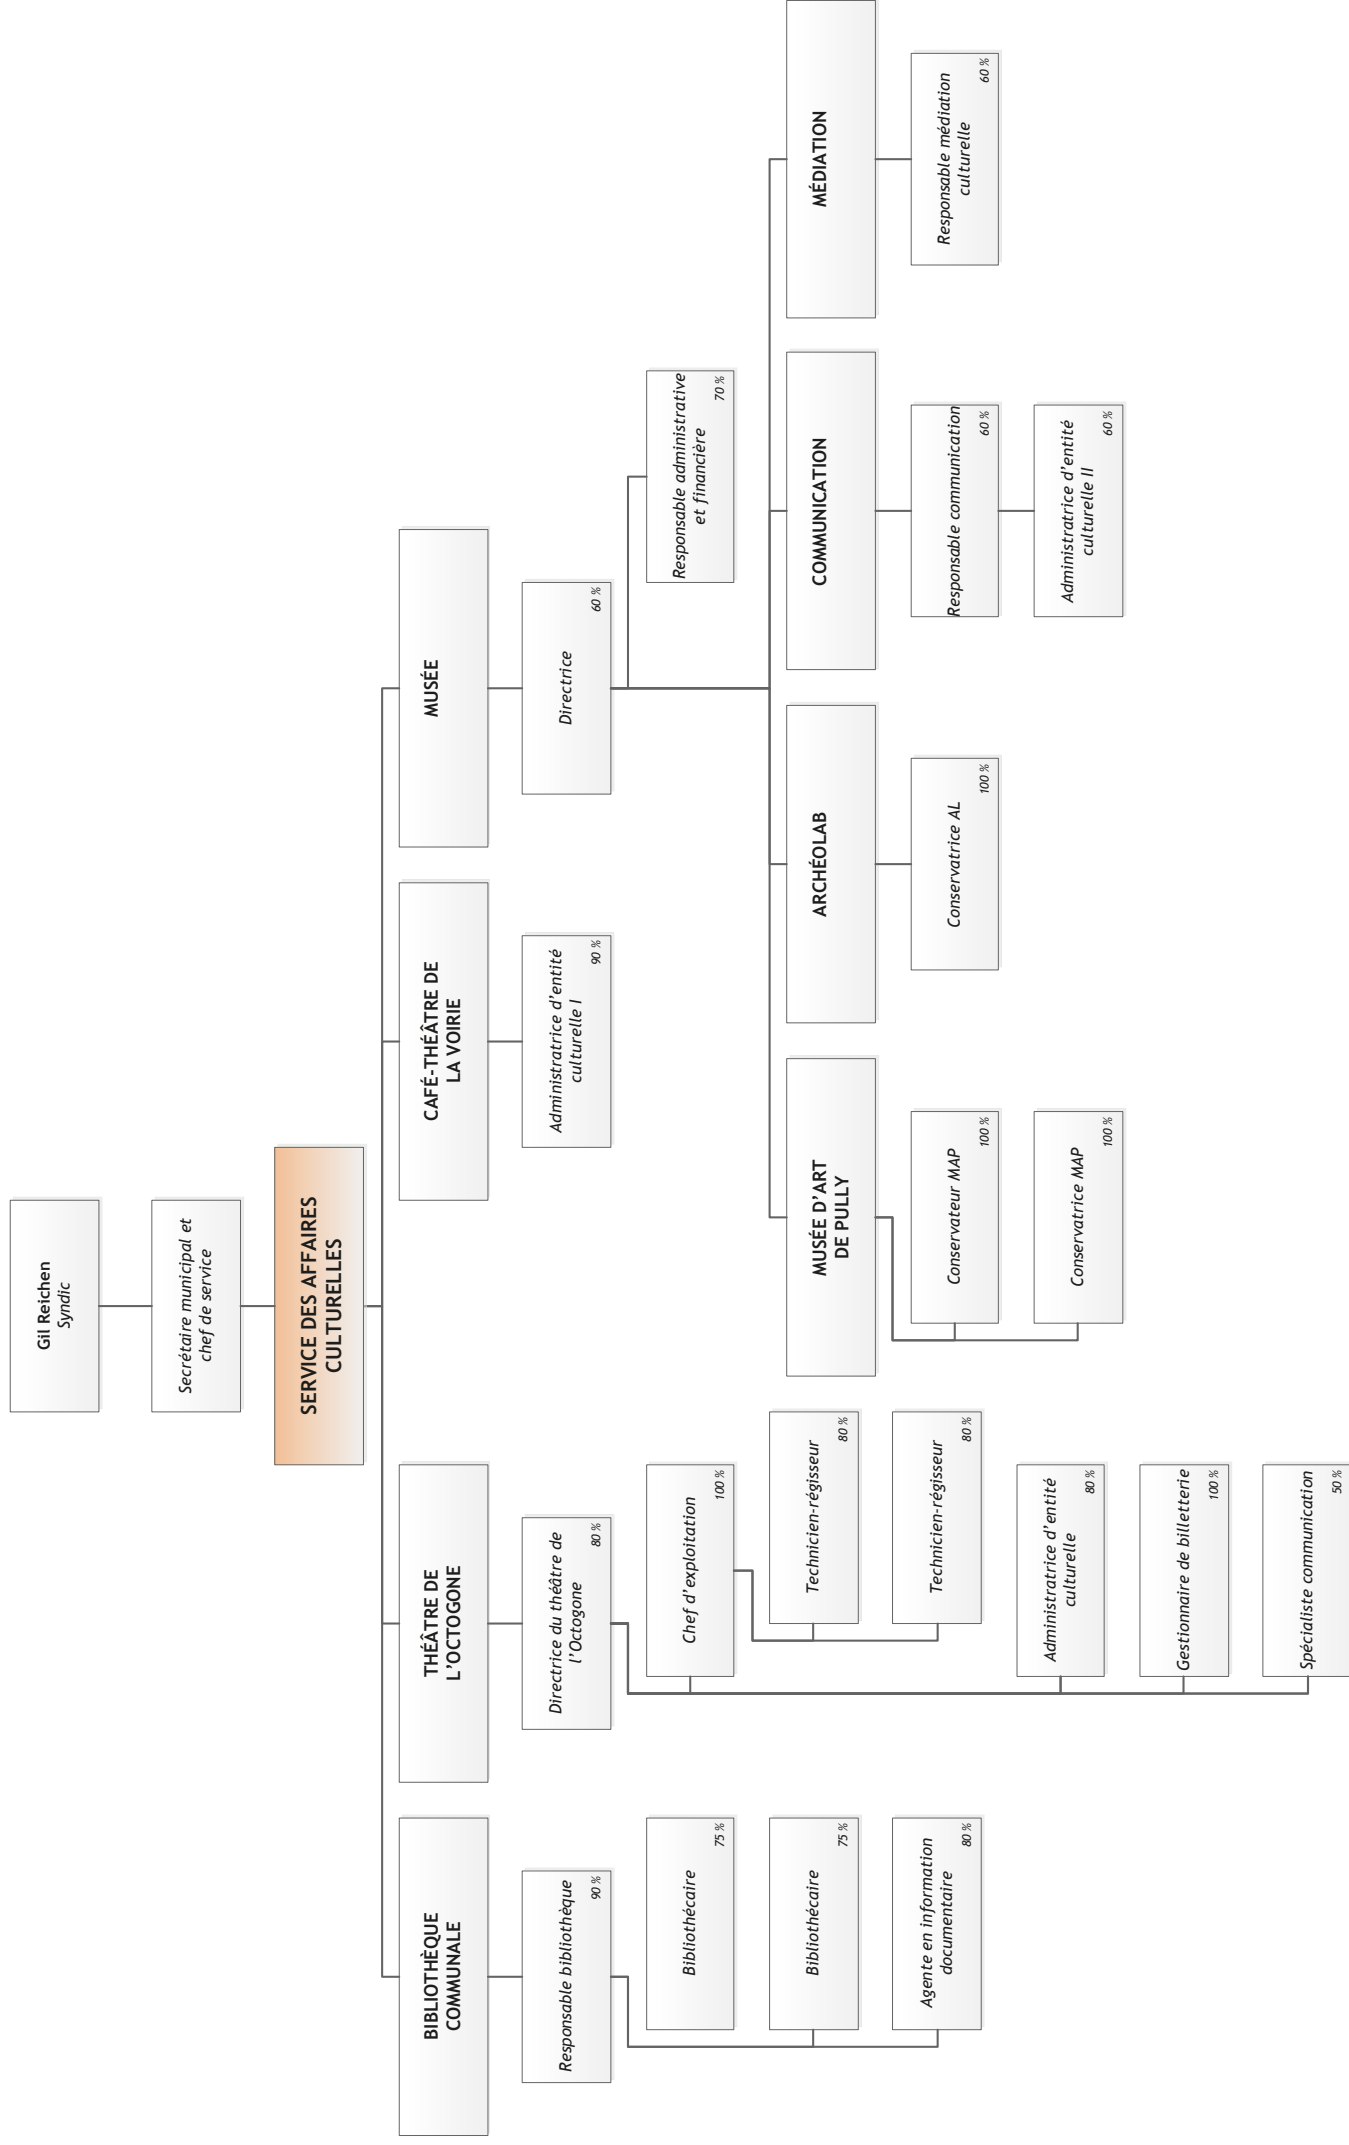 Gil Reichen
Syndic
Secrétaire municipal et
chef de service
SERVICE DES AFFAIRES
CULTURELLES
BIBLIOTHÈQUE
COMMUNALE
Responsable bibliothèque
90 %
Bibliothécaire
75 %
Bibliothécaire
75 %
Agente en information
documentaire
80 %
THÉÂTRE DE
L’OCTOGONE
Directrice du théâtre de
l’Octogone
80 %
Chef d’exploitation
100 %
Technicien-régisseur
80 %
Technicien-régisseur
80 %
Administratrice d’entité
culturelle
80 %
Gestionnaire de billetterie
100 %
Spécialiste communication
50 %
CAFÉ-THÉÂTRE DE
LA VOIRIE
Administratrice d’entité
culturelle I
90 %
MUSÉE
Directrice
60 %
Responsable administrative
et financière
70 %
MUSÉE D’ART
DE PULLY
Conservateur MAP
100 %
Conservatrice MAP
100 %
ARCHÉOLAB
Conservatrice AL
100 %
COMMUNICATION
Responsable communication
60 %
Administratrice d’entité
culturelle II
60 %
MÉDIATION
Responsable médiation
culturelle
60 %